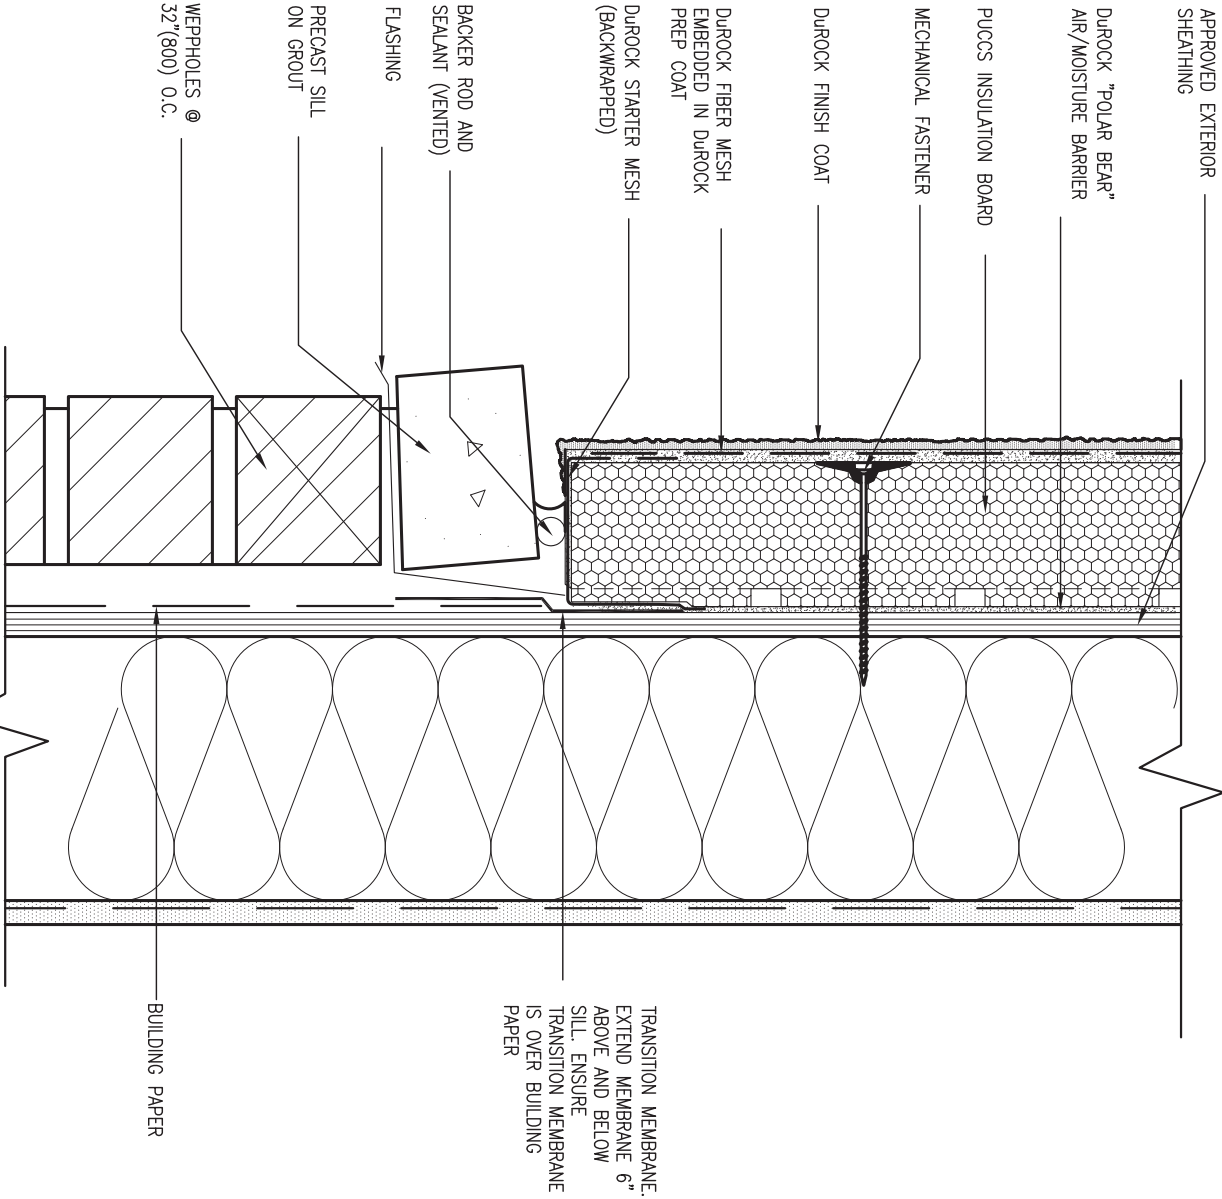 APPROVED EXTERIOR
SHEATHING
DuROCK "POLAR BEAR"
AIR/MOISTURE BARRIER
PUCCS INSULATION BOARD
MECHANICAL FASTENER
DuROCK FINISH COAT
DuROCK FIBER MESH
EMBEDDED IN DuROCK
PREP COAT
DuROCK STARTER MESH
(BACKWRAPPED)
BACKER ROD AND
SEALANT (VENTED)
FLASHING
PRECAST SILL
ON GROUT
WEPPHOLES @
32"(800) O.C.
TRANSITION MEMBRANE.
EXTEND MEMBRANE 6"
ABOVE AND BELOW
SILL. ENSURE
TRANSITION MEMBRANE
IS OVER BUILDING
PAPER
BUILDING PAPER